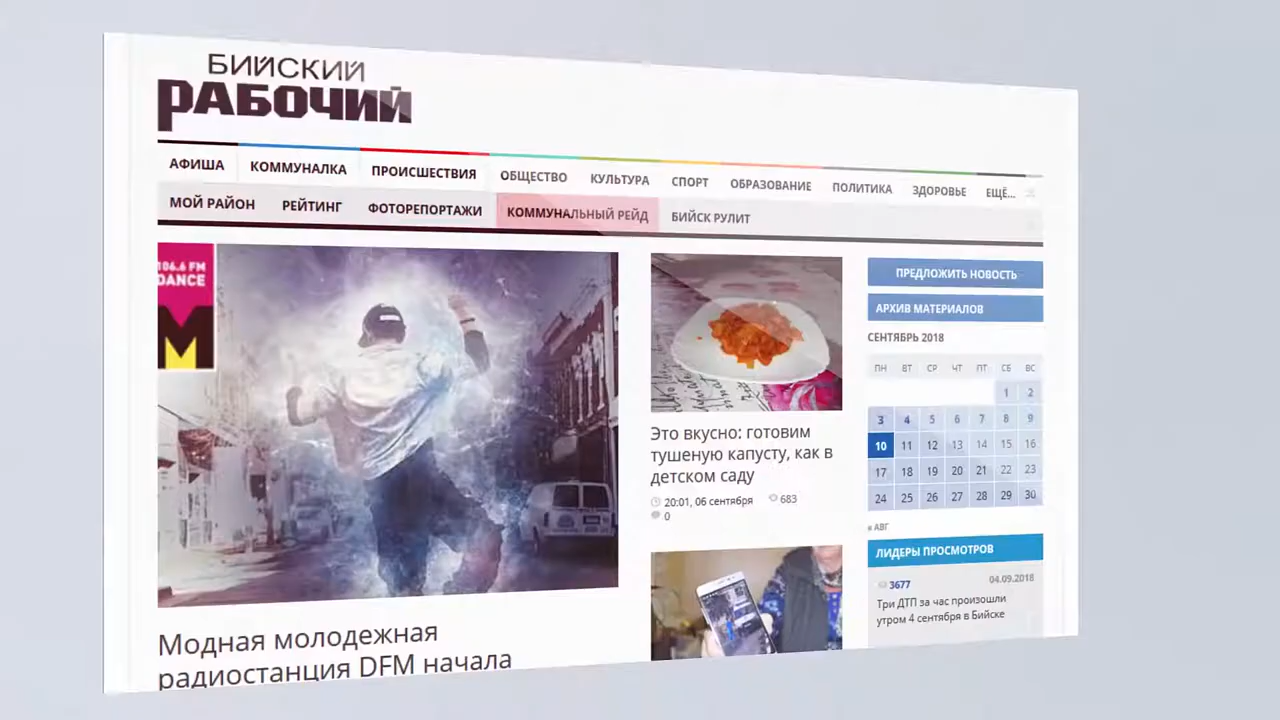 БИЙСКИЙ
РАБОЧИЙ
АФИША КОММУНАЛКА ПРОИСШЕСТВИЯ ОБЩЕСТВО КУЛЬТУРА СПОРТ ОБРАЗОВАНИЕ ПОЛИТИКА ЗДОРОВЬЕ ЕЩЁ...
МОЙ РАЙОН РЕЙТИНГ ФОТОРЕПОРТАЖИ КОММУНАЛЬНЫЙ РЕЙД БИЙСК РУЛИТ
106.6 FM
DANCE
M
Модная молодежная
радиостанция DFM начала
Это вкусно: готовим
тушеную капусту, как в
детском саду
20:01, 06 сентября 683
0
ПРЕДЛОЖИТЬ НОВОСТЬ
АРХИВ МАТЕРИАЛОВ
СЕНТЯБРЬ 2018
ПН ВТ СР ЧТ ПТ СБ ВС
1 2
3 4 5 6 7 8 9
10 11 12 13 14 15 16
17 18 19 20 21 22 23
24 25 26 27 28 29 30
« АВГ
ЛИДЕРЫ ПРОСМОТРОВ
3677 04.09.2018
Три ДТП за час произошли
утром 4 сентября в Бийске